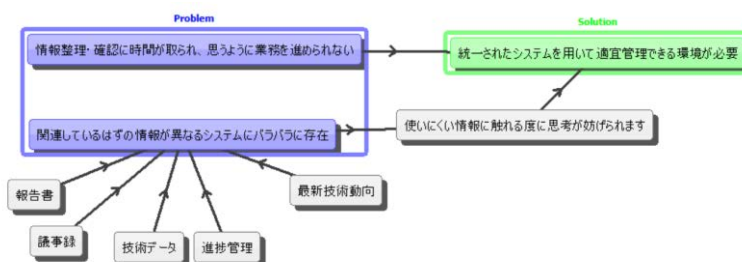 Problem
Solution
情報整理・確認に時間が取られ、思うように業務を進められない
統一されたシステムを用いて適宜管理できる環境が必要
関連しているはずの情報が異なるシステムにバラバラに存在
使いにくい情報に触れる度に思考が妨げられます
報告書
最新技術動向
議事録
技術データ
進捗管理